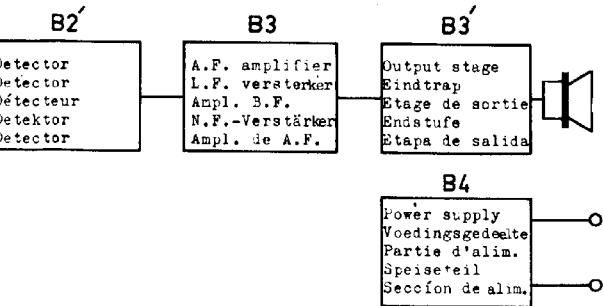 B2′
Detector
Detector
Détecteur
Detektor
Detector
B3
A.F. amplifier
L.F. versterker
Ampl. B.F.
N.F.-Verstärker
Ampl. de A.F.
B3′
Output stage
Eindtrap
Etage de sortie
Endstufe
Etapa de salida
B4
Power supply
Voedingsgedeelte
Partie d'alim.
Speiseteil
Seccíon de alim.